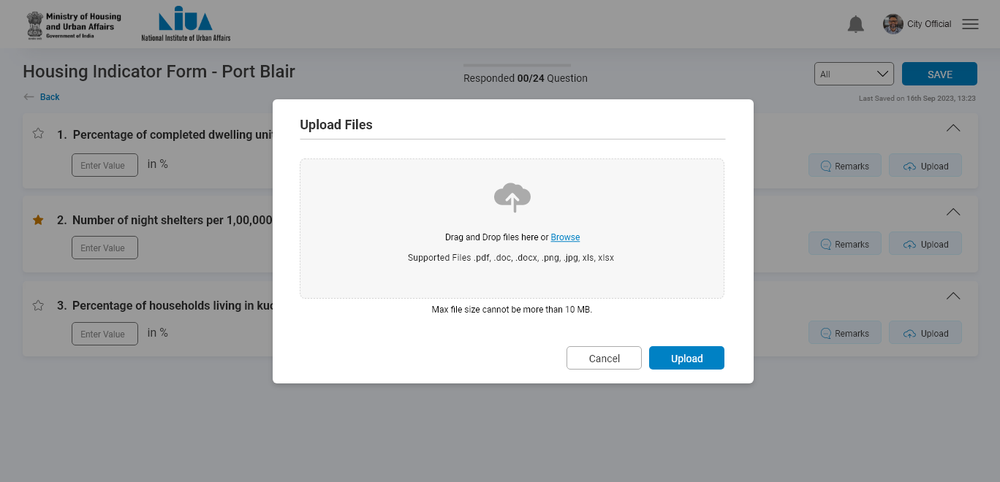 Ministry of Housing
and Urban Affairs
Government of India
NIUA
National Institute of Urban Affairs
City Official
Housing Indicator Form - Port Blair
Responded 00/24 Question
All
SAVE
Back
Last Saved on 16th Sep 2023, 13:23
Upload Files
1. Percentage of completed dwelling
Enter Value
in %
Remarks
Upload
2. Number of night shelters per 1,00,000
Enter Value
Remarks
Upload
3. Percentage of households living in
Enter Value
in %
Remarks
Upload
Drag and Drop files here or Browse
Supported Files .pdf, .doc, .docx, .png, .jpg, xls, xlsx
Max file size cannot be more than 10 MB.
Cancel
Upload